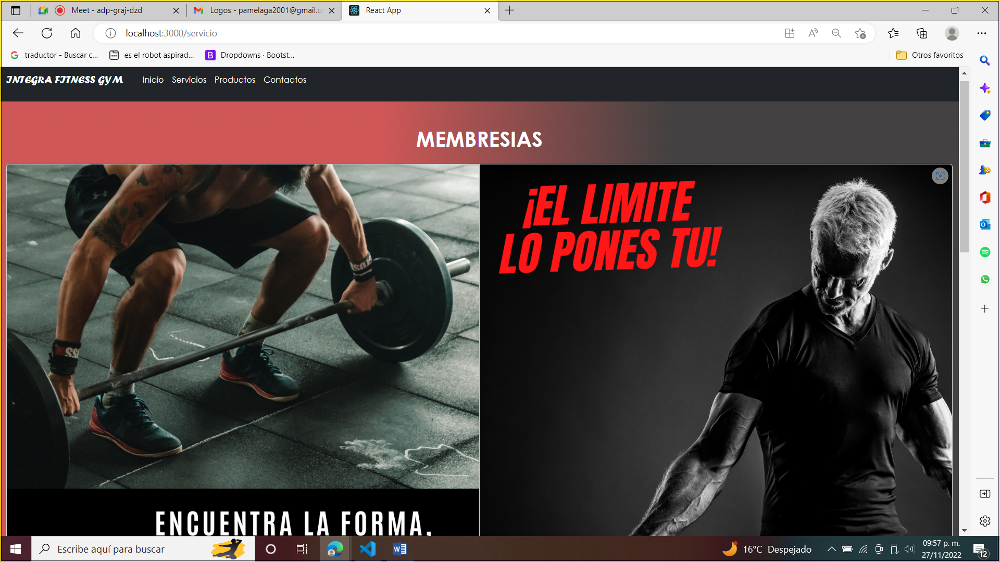 Meet - adp-graj-dzd
Logos - pamelaga2001@gmail.c
React App
localhost:3000/servicio
traductor - Buscar c...
es el robot aspirad...
B
Dropdowns · Bootst...
Otros favoritos
INTEGRA FITNESS GYM
Inicio
Servicios
Productos
Contactos
MEMBRESIAS
¡EL LIMITE
LO PONES TU!
ENCUENTRA LA FORMA,
Escribe aquí para buscar
16°C Despejado
09:57 p. m.
27/11/2022
12